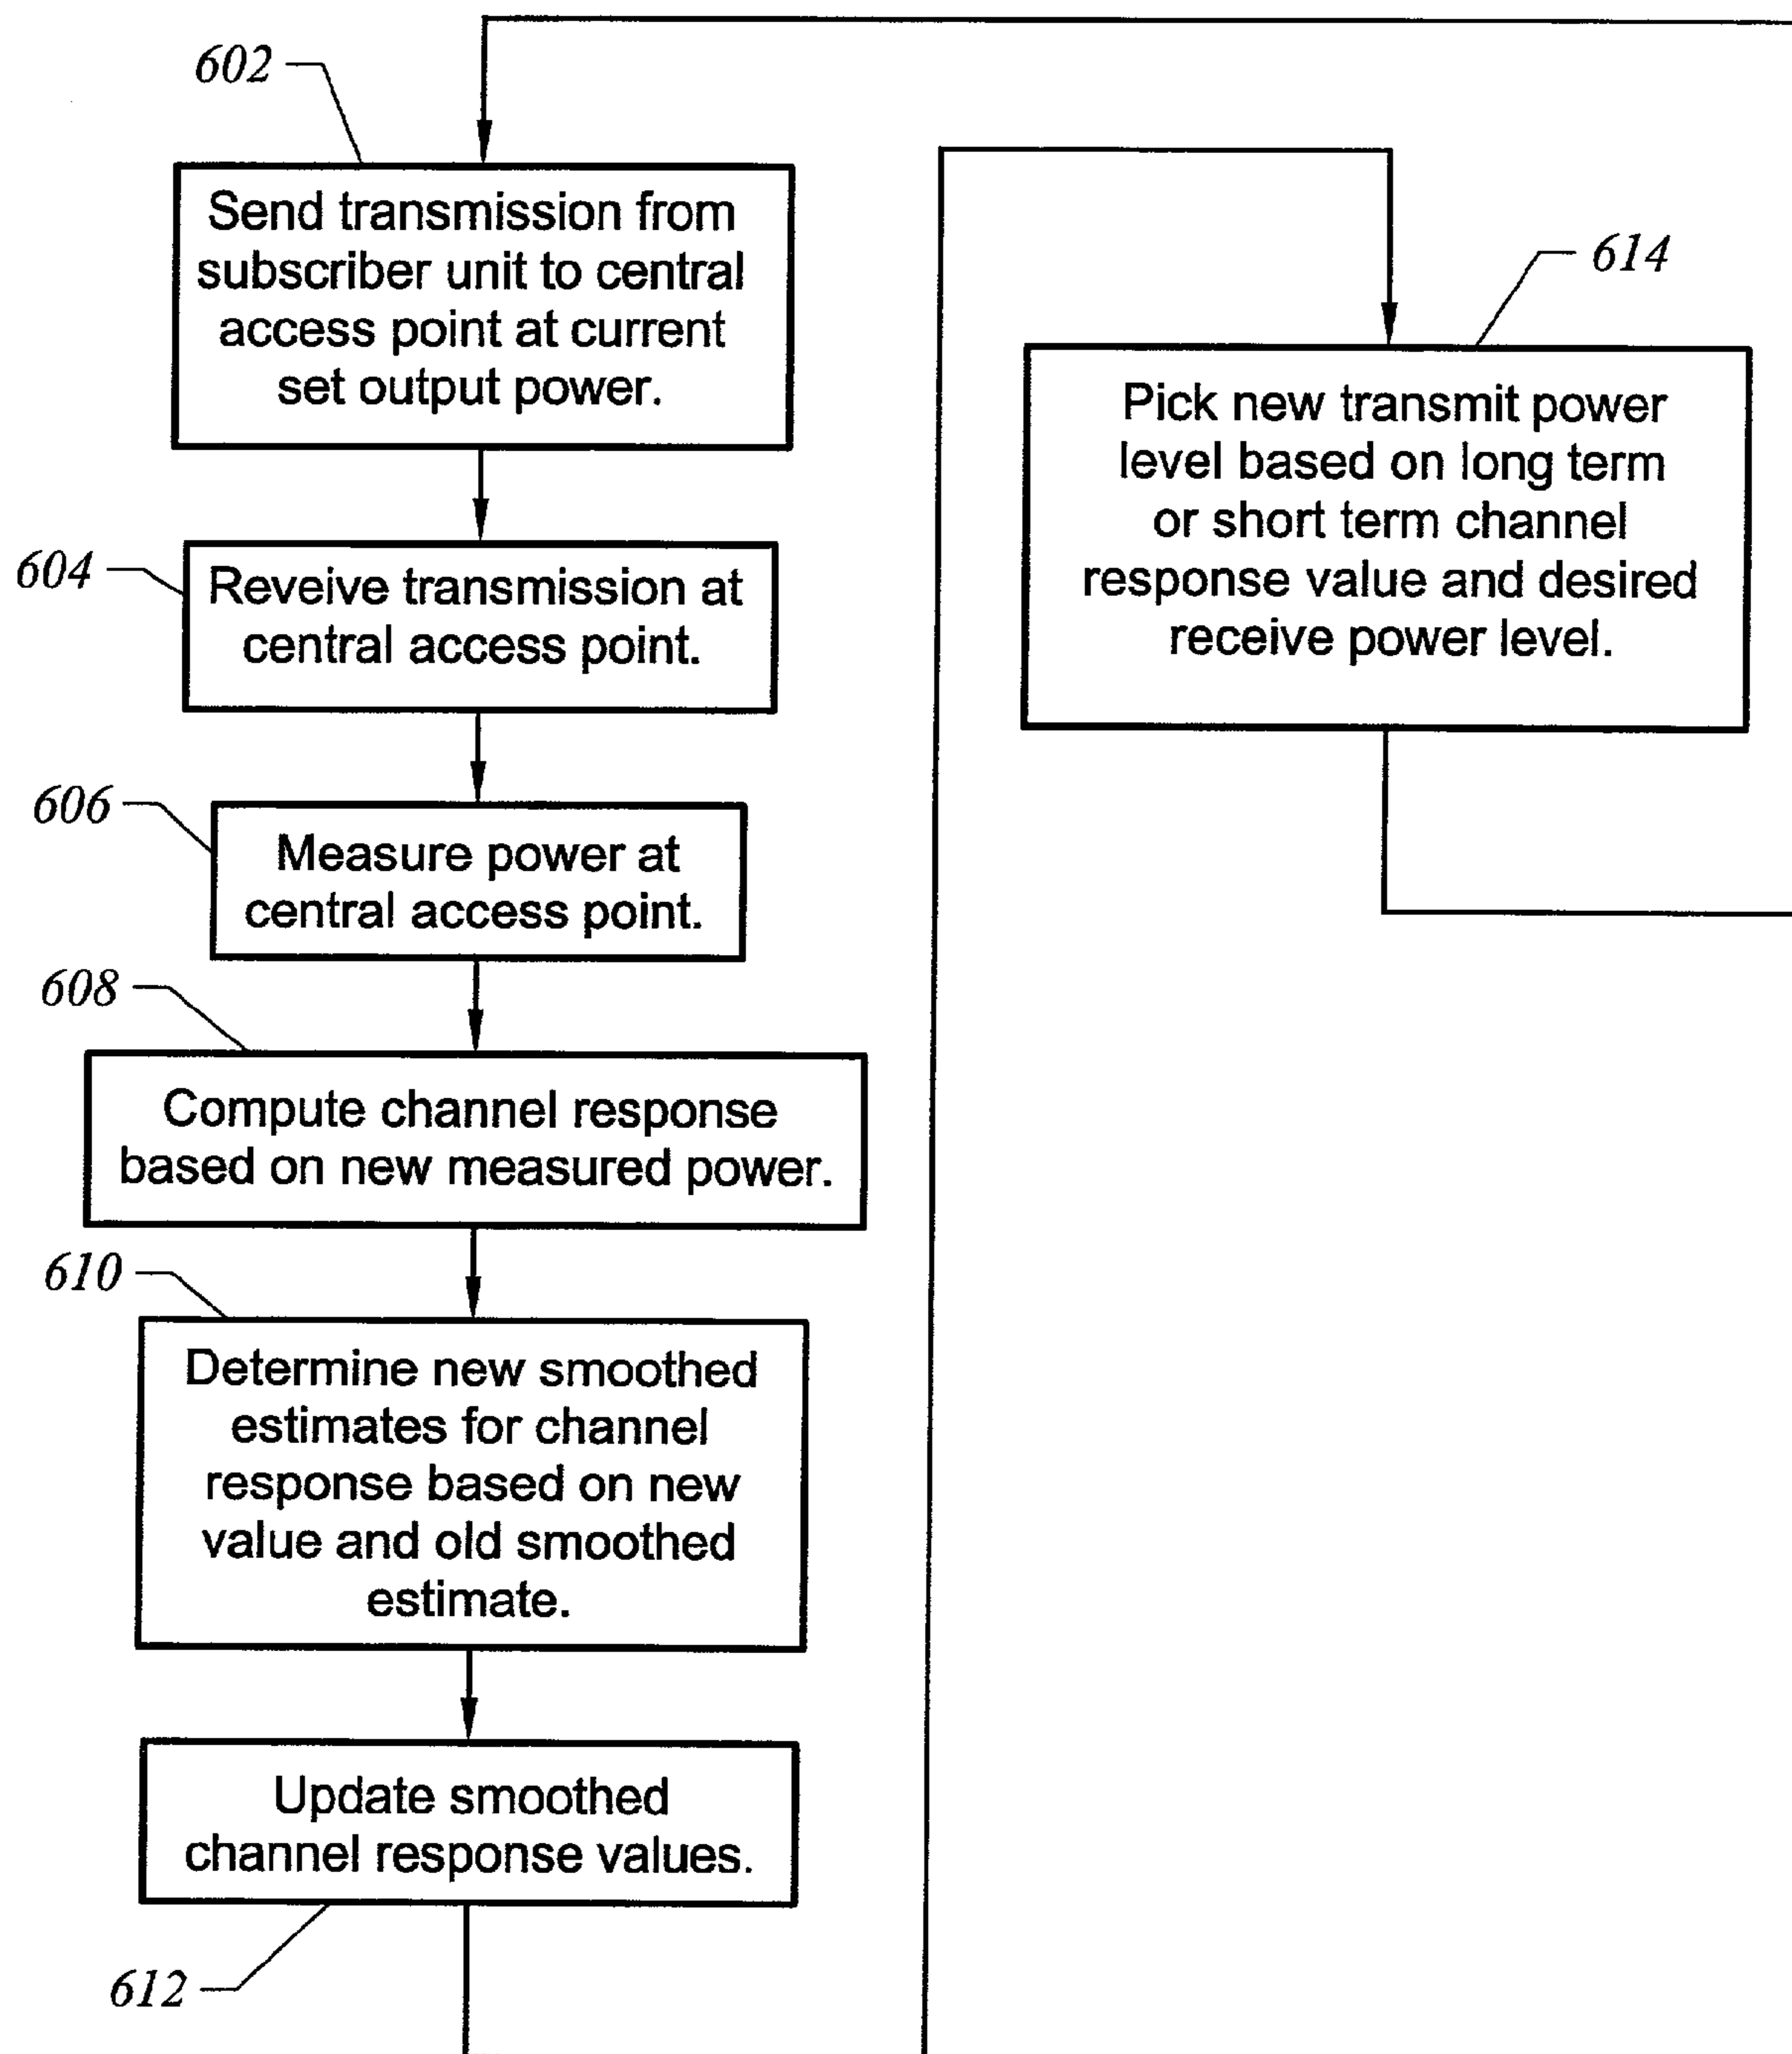 602
Send transmission from
subscriber unit to central
access point at current
set output power.
604
Reveive transmission at
central access point.
606
Measure power at
central access point.
608
Compute channel response
based on new measured power.
610
Determine new smoothed
estimates for channel
response based on new
value and old smoothed
estimate.
Update smoothed
channel response values.
612
614
Pick new transmit power
level based on long term
or short term channel
response value and desired
receive power level.